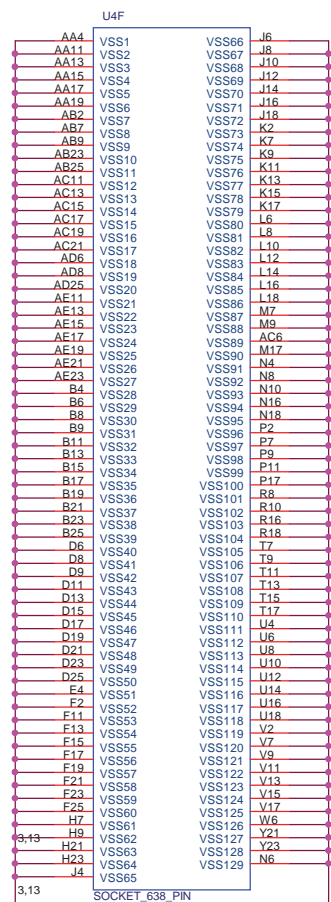 U4F
AA4 VSS1 VSS66 J6
AA11 VSS2 VSS67 J8
AA13 VSS3 VSS68 J10
AA15 VSS4 VSS69 J12
AA17 VSS5 VSS70 J14
AA19 VSS6 VSS71 J16
AB2 VSS7 VSS72 J18
AB7 VSS8 VSS73 K2
AB9 VSS9 VSS74 K7
AB23 VSS10 VSS75 K9
AB25 VSS11 VSS76 K11
AC11 VSS12 VSS77 K13
AC13 VSS13 VSS78 K15
AC15 VSS14 VSS79 K17
AC17 VSS15 VSS80 L6
AC19 VSS16 VSS81 L8
AC21 VSS17 VSS82 L10
AD6 VSS18 VSS83 L12
AD8 VSS19 VSS84 L14
AD25 VSS20 VSS85 L16
AE11 VSS21 VSS86 L18
AE13 VSS22 VSS87 M7
AE15 VSS23 VSS88 M9
AE17 VSS24 VSS89 AC6
AE19 VSS25 VSS90 M17
AE21 VSS26 VSS91 N4
AE23 VSS27 VSS92 N8
B4 VSS28 VSS93 N10
B6 VSS29 VSS94 N16
B8 VSS30 VSS95 N18
B9 VSS31 VSS96 P2
B11 VSS32 VSS97 P7
B13 VSS33 VSS98 P9
B15 VSS34 VSS99 P11
B17 VSS35 VSS100 P17
B19 VSS36 VSS101 R8
B21 VSS37 VSS102 R10
B23 VSS38 VSS103 R16
B25 VSS39 VSS104 R18
D6 VSS40 VSS105 T7
D8 VSS41 VSS106 T9
D9 VSS42 VSS107 T11
D11 VSS43 VSS108 T13
D13 VSS44 VSS109 T15
D15 VSS45 VSS110 T17
D17 VSS46 VSS111 U4
D19 VSS47 VSS112 U6
D21 VSS48 VSS113 U8
D23 VSS49 VSS114 U10
D25 VSS50 VSS115 U12
E4 VSS51 VSS116 U14
F2 VSS52 VSS117 U16
F11 VSS53 VSS118 U18
F13 VSS54 VSS119 V2
F15 VSS55 VSS120 V7
F17 VSS56 VSS121 V9
F19 VSS57 VSS122 V11
F21 VSS58 VSS123 V13
F23 VSS59 VSS124 V15
F25 VSS60 VSS125 V17
H7 VSS61 VSS126 W6
3,13 H9 VSS62 VSS127 Y21
H21 VSS63 VSS128 Y23
H23 VSS64 VSS129 N6
J4 VSS65
3,13
SOCKET_638_PIN